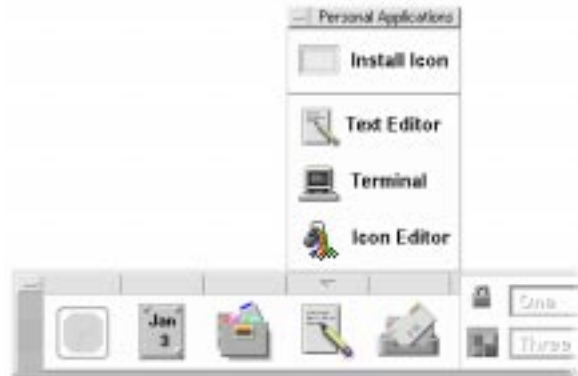 Personal Applications
Install Icon
Text Editor
Terminal
Icon Editor
Jan
3
One
Three